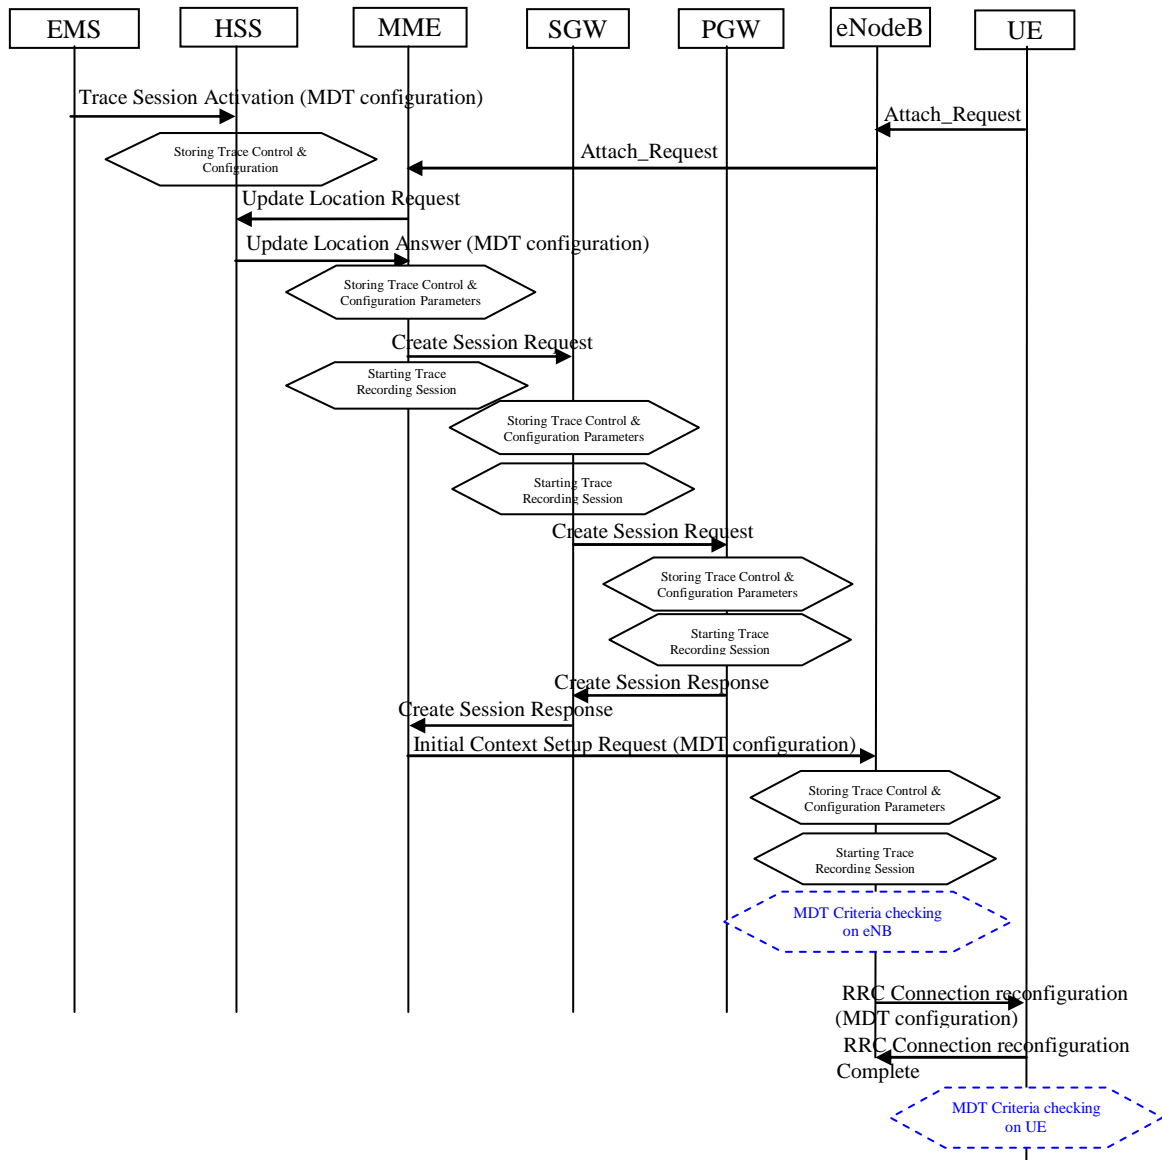 EMS
HSS
MME
SGW
PGW
eNodeB
UE
Trace Session Activation (MDT configuration)
Attach_Request
Storing Trace Control &
Configuration
Attach_Request
Update Location Request
Update Location Answer (MDT configuration)
Storing Trace Control &
Configuration Parameters
Create Session Request
Starting Trace
Recording Session
Storing Trace Control &
Configuration Parameters
Starting Trace
Recording Session
Create Session Request
Storing Trace Control &
Configuration Parameters
Starting Trace
Recording Session
Create Session Response
Create Session Response
Initial Context Setup Request (MDT configuration)
Storing Trace Control &
Configuration Parameters
Starting Trace
Recording Session
MDT Criteria checking
on eNB
RRC Connection reconfiguration
(MDT configuration)
RRC Connection reconfiguration
Complete
MDT Criteria checking
on UE